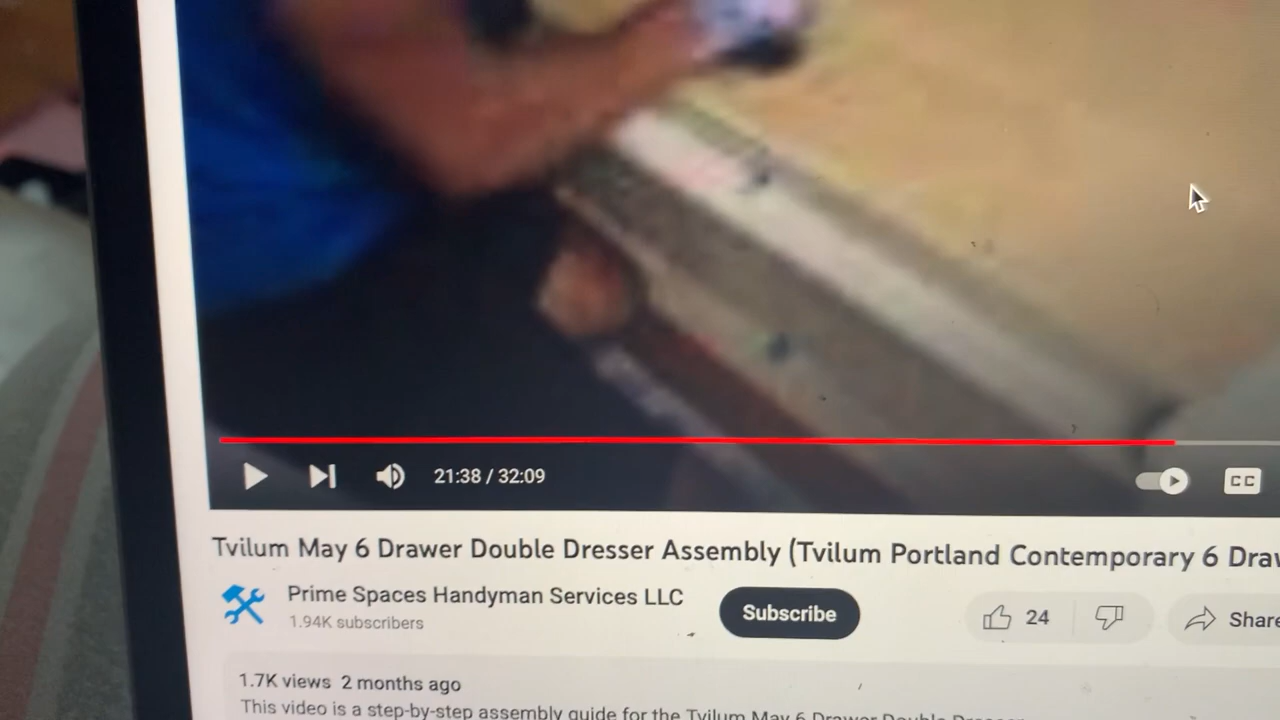 21:38 / 32:09
CC
Tvilum May 6 Drawer Double Dresser Assembly (Tvilum Portland Contemporary 6 Draw
Prime Spaces Handyman Services LLC
1.94K subscribers
Subscribe
24
Share
1.7K views 2 months ago
This video is a step-by-step assembly guide for the Tvilum May 6 Drawer Double Dresser